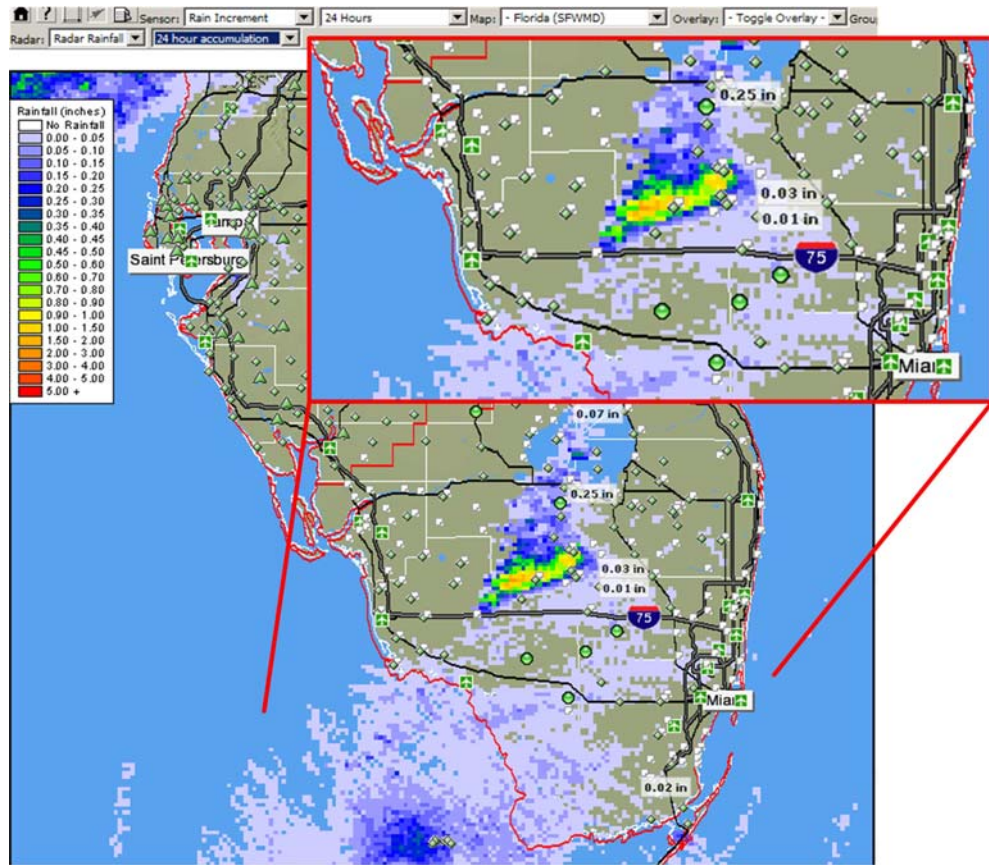 Sensor: Rain Increment 24 Hours Map: - Florida (SFWMD) Overlay: - Toggle Overlay - Grou
Radar: Radar Rainfall 24 hour accumulation
Rainfall (inches)
No Rainfall
0.00 - 0.05
0.05 - 0.10
0.10 - 0.15
0.15 - 0.20
0.20 - 0.25
0.25 - 0.30
0.30 - 0.35
0.35 - 0.40
0.40 - 0.45
0.45 - 0.50
0.50 - 0.60
0.60 - 0.70
0.70 - 0.80
0.80 - 0.90
0.90 - 1.00
1.00 - 1.50
1.50 - 2.00
2.00 - 3.00
3.00 - 4.00
4.00 - 5.00
5.00 +
Saint Petersburg
0.25 in
0.03 in
0.01 in
75
Miar
0.07 in
0.25 in
0.03 in
0.01 in
75
Miar
0.02 in